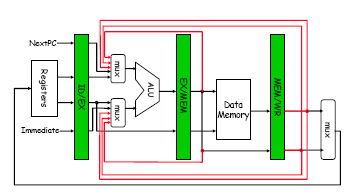 NextPC
Registers
Immediate
ID/EX
mux
mux
ALU
EX/MEM
Data
Memory
MEM/WR
mux